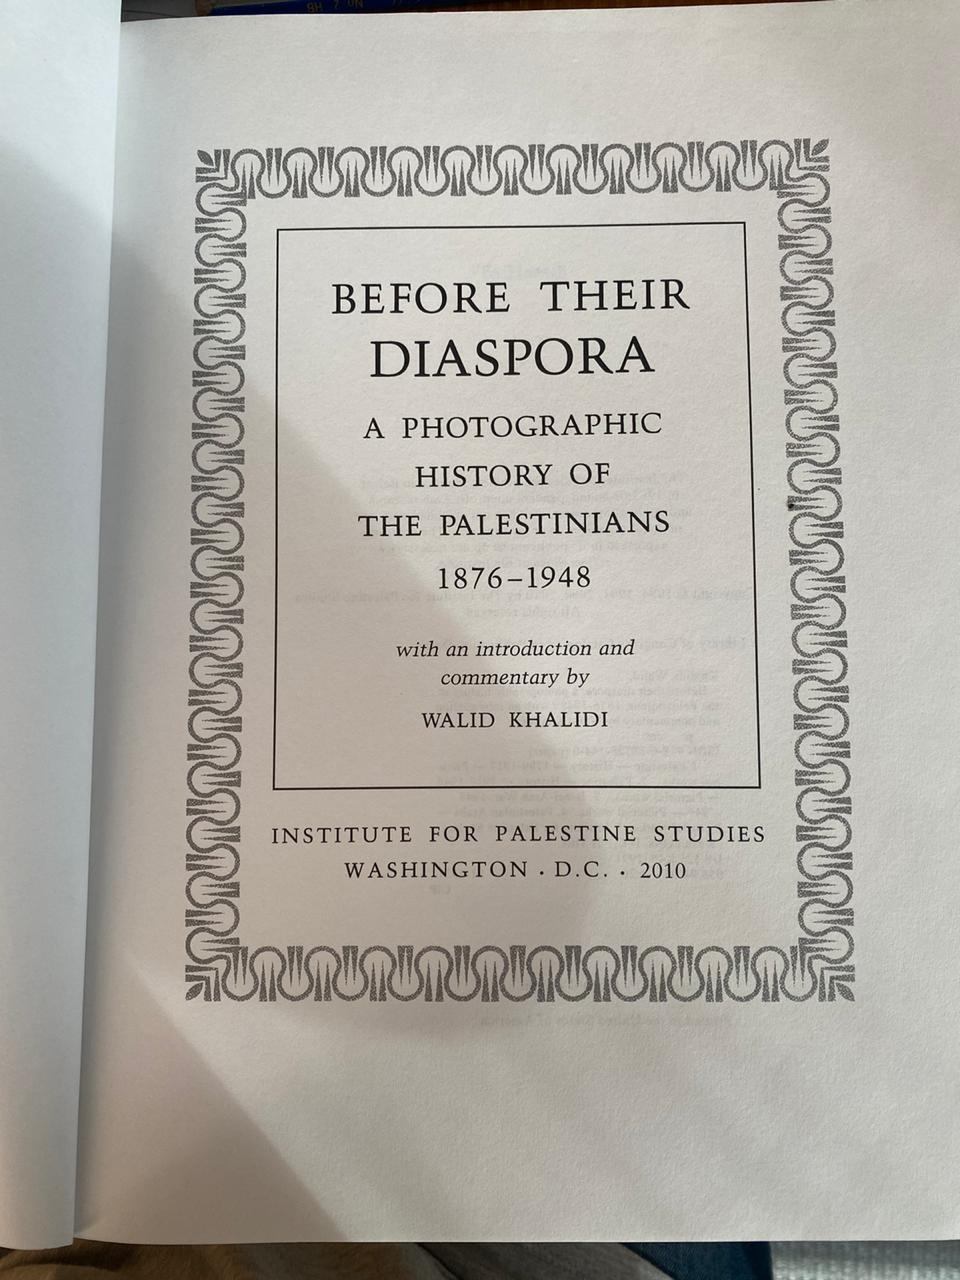 BEFORE THEIR
DIASPORA
A PHOTOGRAPHIC
HISTORY OF
THE PALESTINIANS
1876–1948
with an introduction and
commentary by
WALID KHALIDI
INSTITUTE FOR PALESTINE STUDIES
WASHINGTON · D.C. · 2010